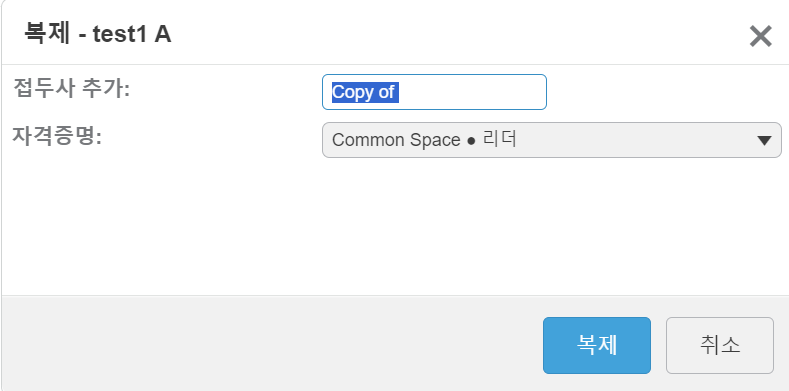 복제 - test1 A
접두사 추가:
Copy of
자격증명:
Common Space ● 리더
복제
취소